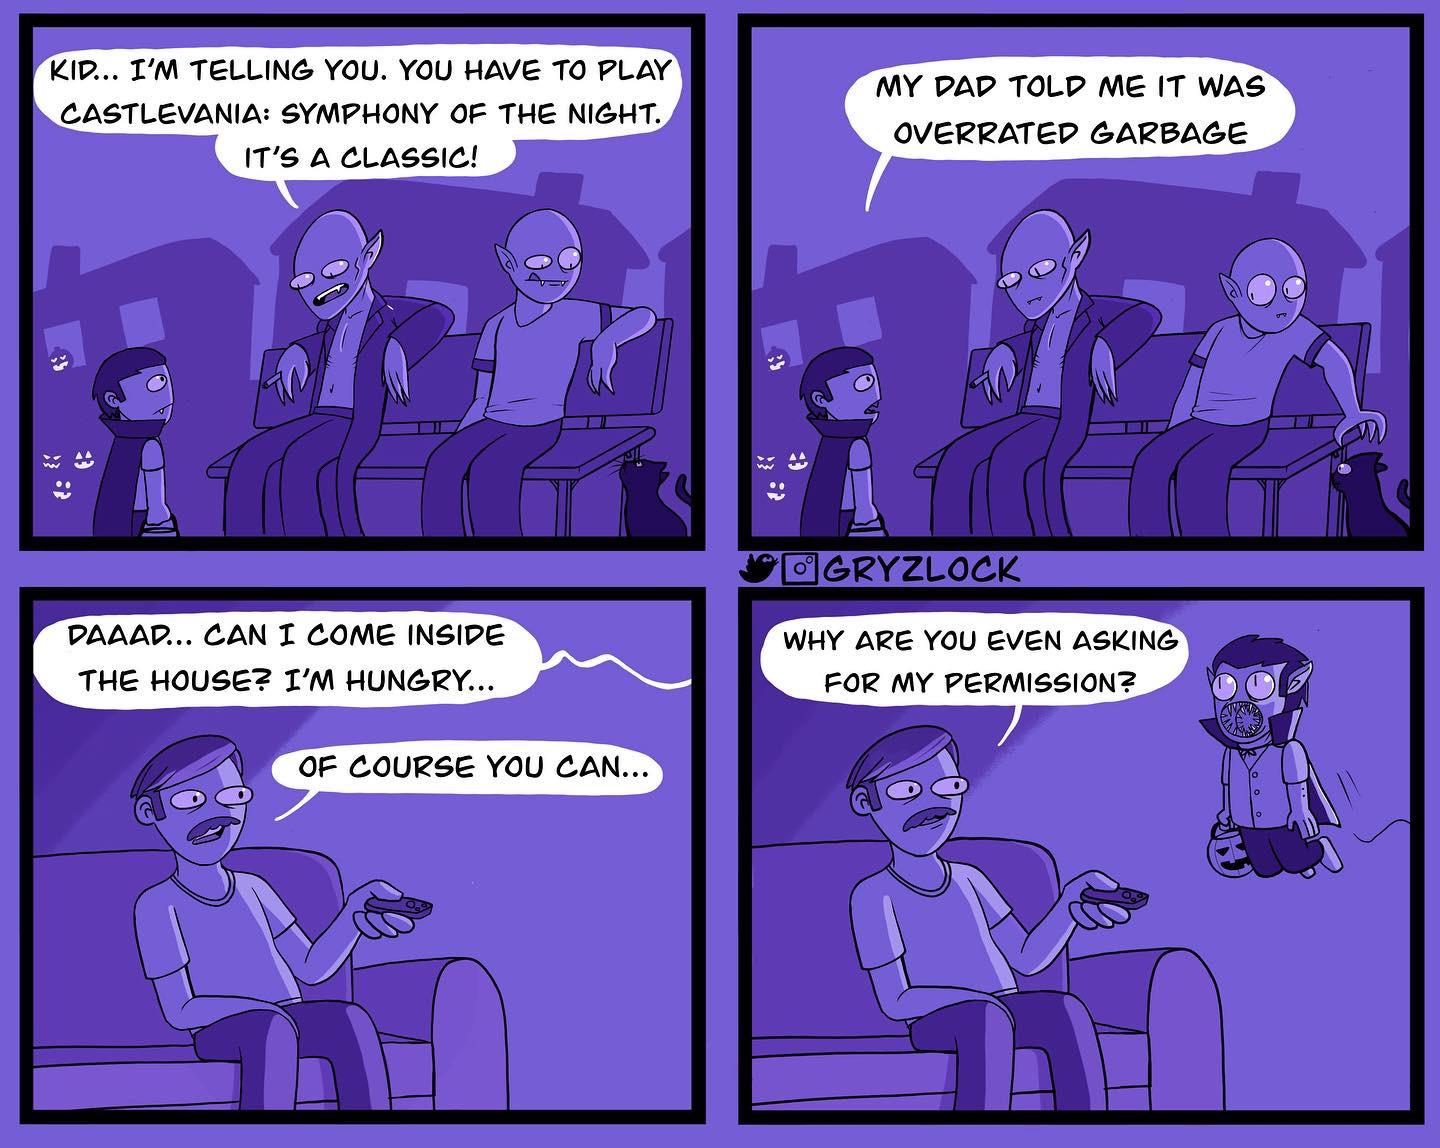 KID... I'M TELLING YOU. YOU HAVE TO PLAY
CASTLEVANIA: SYMPHONY OF THE NIGHT.
IT'S A CLASSIC!
MY DAD TOLD ME IT WAS
OVERRATED GARBAGE
GRYZLOCK
DAAAD... CAN I COME INSIDE
THE HOUSE? I'M HUNGRY...
OF COURSE YOU CAN...
WHY ARE YOU EVEN ASKING
FOR MY PERMISSION?